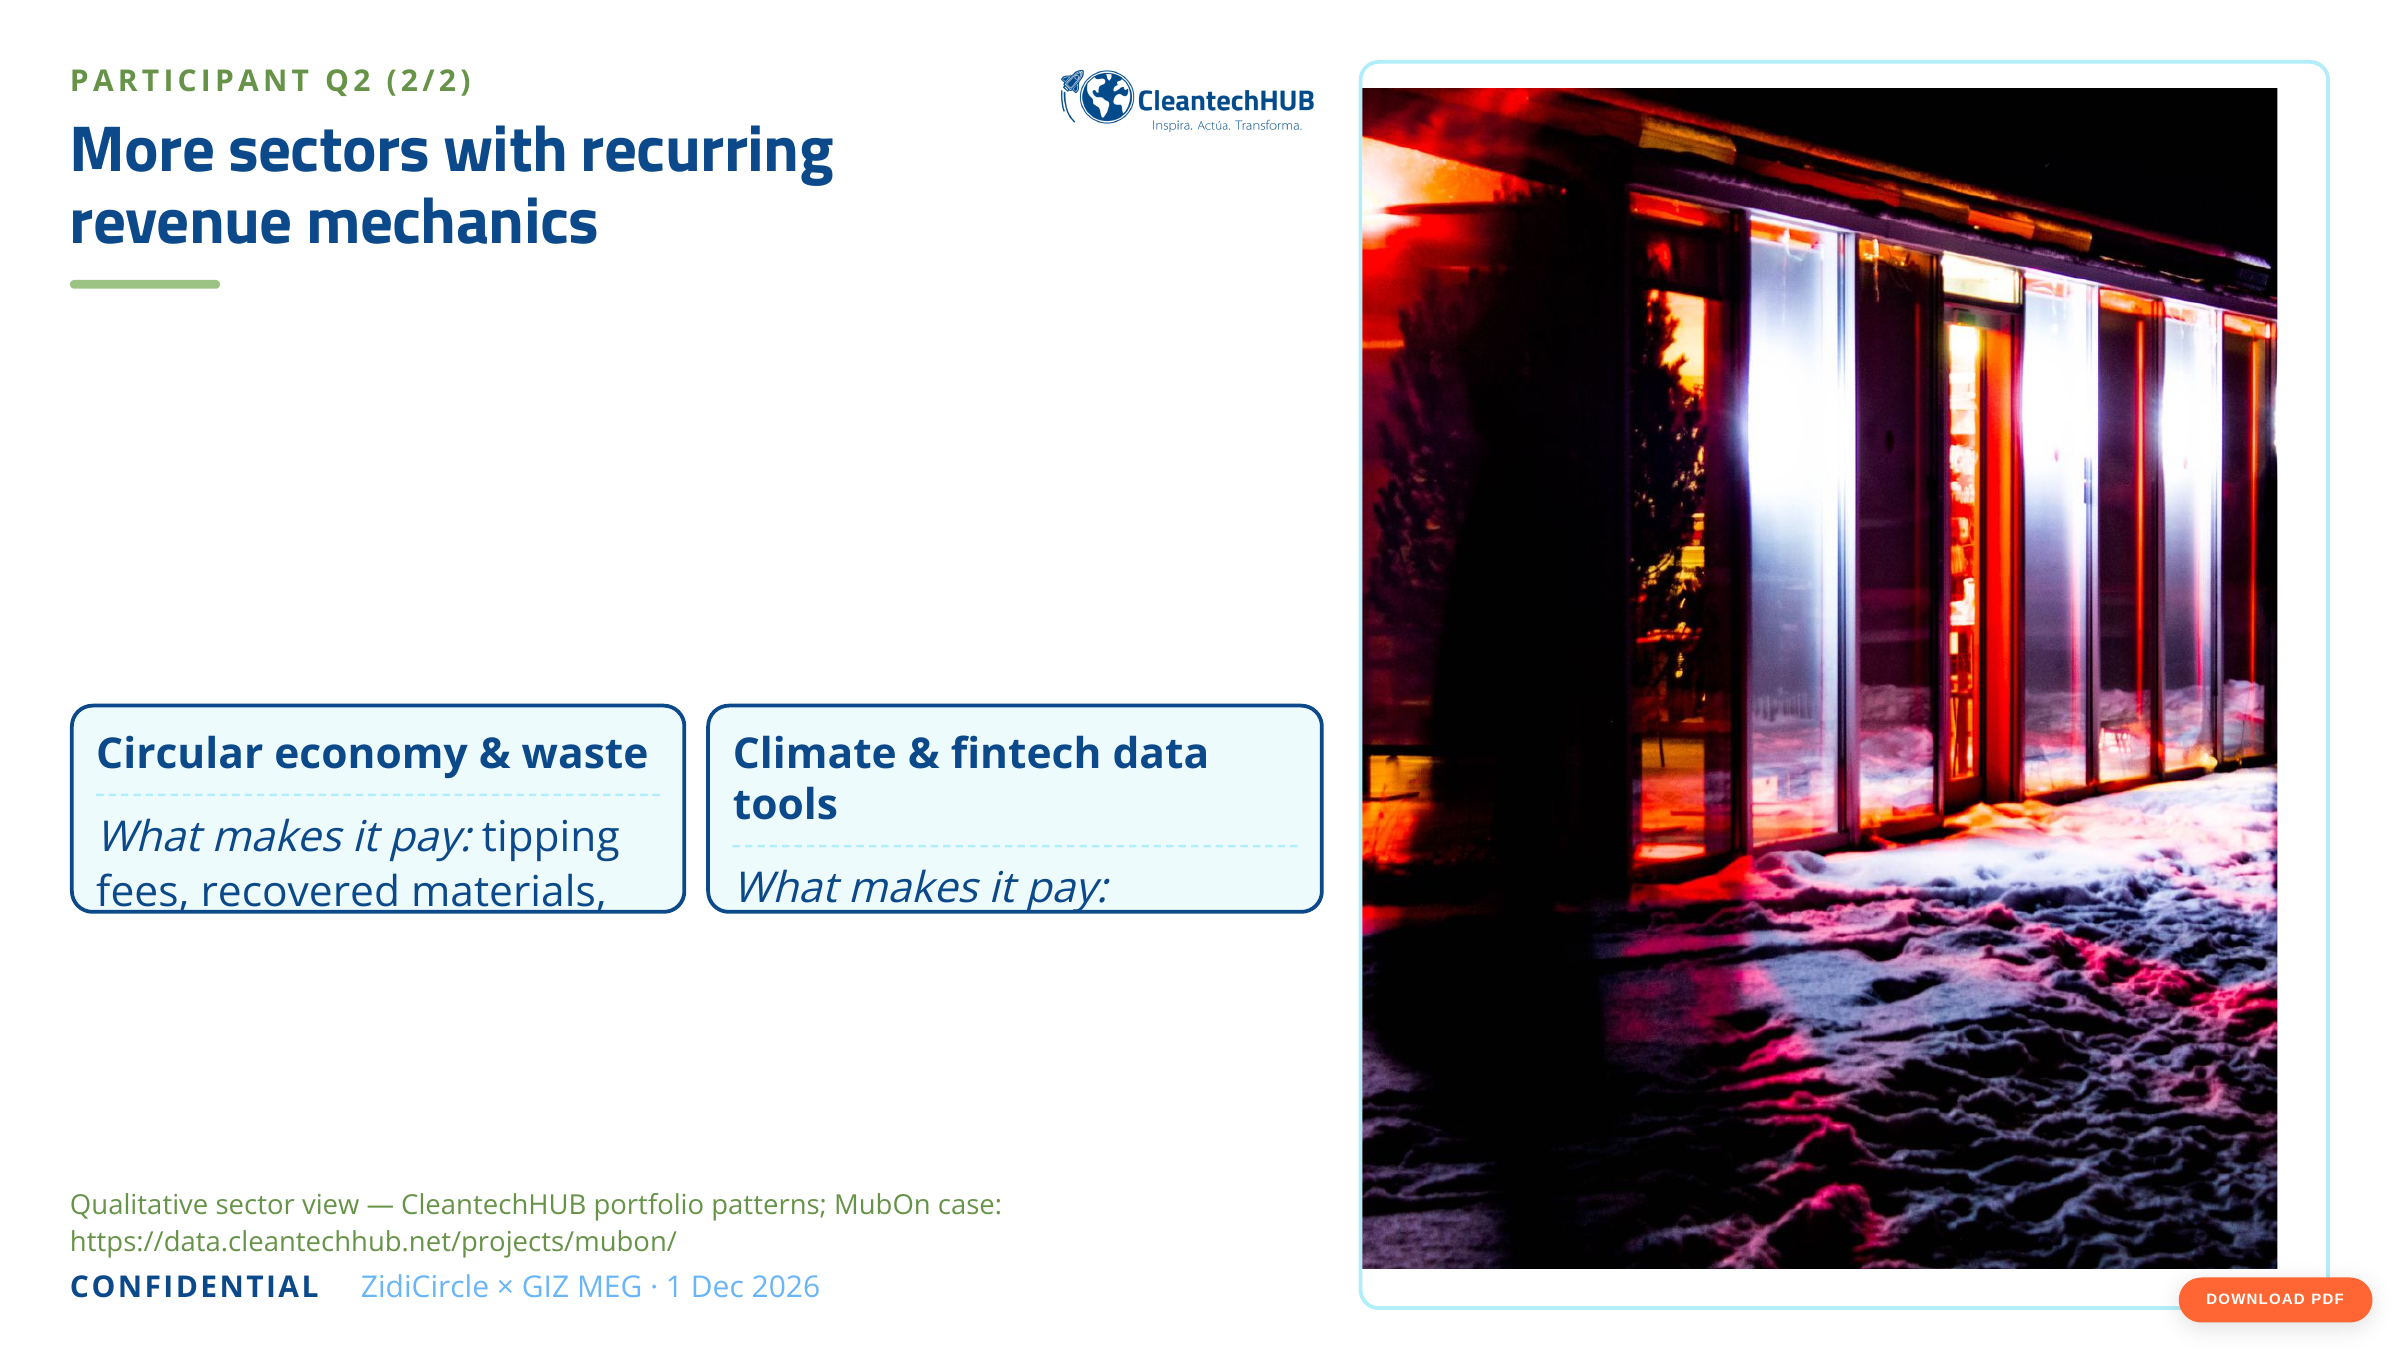 PARTICIPANT Q2 (2/2)
More sectors with recurring
revenue mechanics
CleantechHUB
Inspira. Actúa. Transforma.
Circular economy & waste
What makes it pay: tipping
fees, recovered materials,
Climate & fintech data
tools
What makes it pay:
Qualitative sector view — CleantechHUB portfolio patterns; MubOn case:
https://data.cleantechhub.net/projects/mubon/
CONFIDENTIAL ZidiCircle × GIZ MEG · 1 Dec 2026
DOWNLOAD PDF